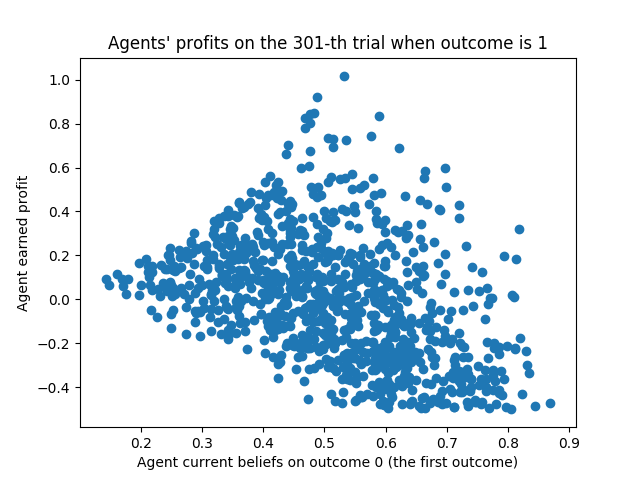 Agents' profits on the 301-th trial when outcome is 1
Agent earned profit
1.0
0.8
0.6
0.4
0.2
0.0
−0.2
−0.4
0.2 0.3 0.4 0.5 0.6 0.7 0.8 0.9
Agent current beliefs on outcome 0 (the first outcome)